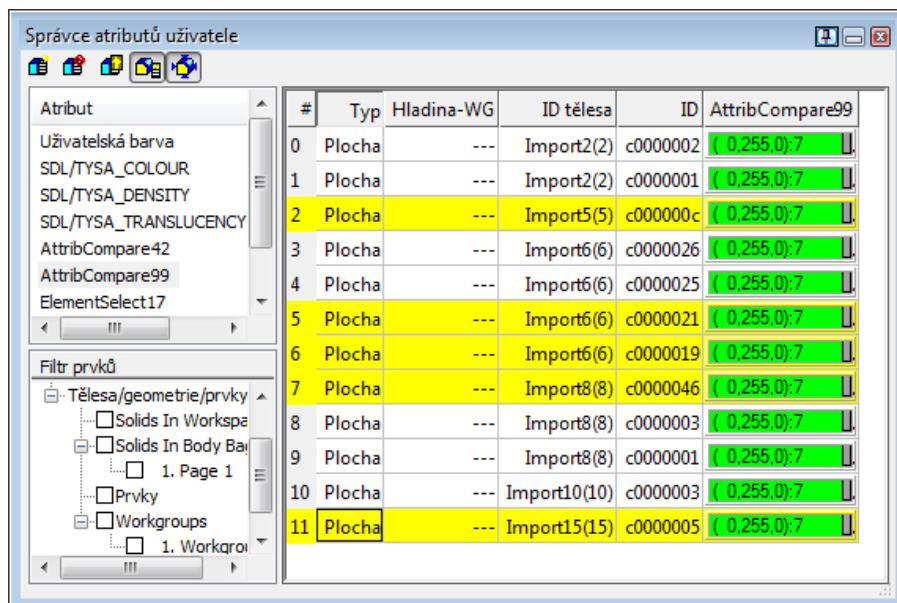 Správce atributů uživatele
Atribut
Uživatelská barva
SDL/TYSA_COLOUR
SDL/TYSA_DENSITY
SDL/TYSA_TRANSLUCENCY
AttribCompare42
AttribCompare99
ElementSelect17
Filtr prvků
Tělesa/geometrie/prvky
Solids In Workspa
Solids In Body Ba
1. Page 1
Prvky
Workgroups
1. Workgro
# Typ Hladina-WG ID tělesa ID AttribCompare99
0 Plocha --- Import2(2) c0000002 ( 0,255,0):7
1 Plocha --- Import2(2) c0000001 ( 0,255,0):7
2 Plocha --- Import5(5) c000000c ( 0,255,0):7
3 Plocha --- Import6(6) c0000026 ( 0,255,0):7
4 Plocha --- Import6(6) c0000025 ( 0,255,0):7
5 Plocha --- Import6(6) c0000021 ( 0,255,0):7
6 Plocha --- Import6(6) c0000019 ( 0,255,0):7
7 Plocha --- Import8(8) c0000046 ( 0,255,0):7
8 Plocha --- Import8(8) c0000003 ( 0,255,0):7
9 Plocha --- Import8(8) c0000001 ( 0,255,0):7
10 Plocha --- Import10(10) c0000003 ( 0,255,0):7
11 Plocha --- Import15(15) c0000005 ( 0,255,0):7